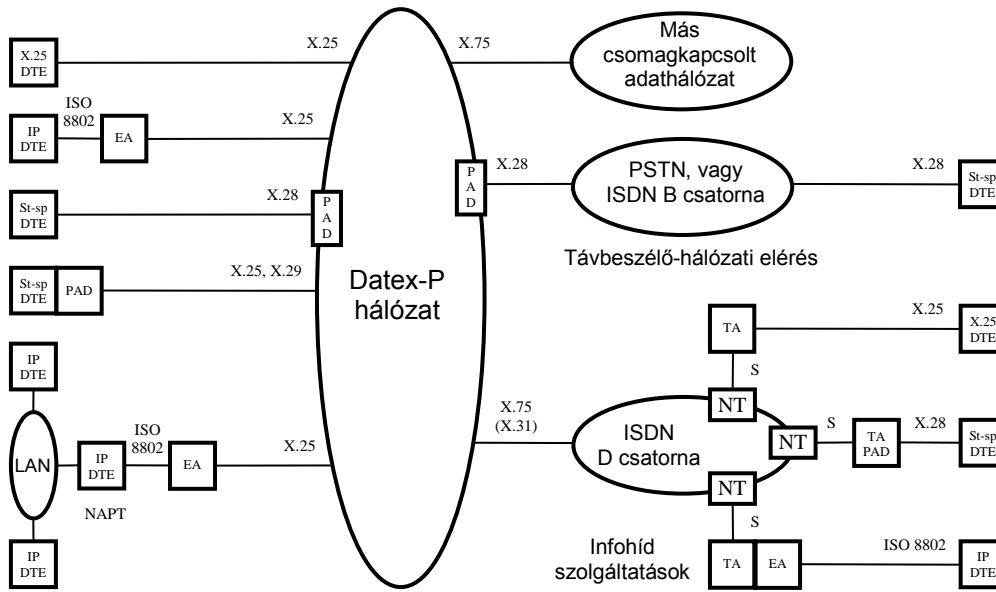 X.25
DTE
X.25
X.75
Más
csomagkapcsolt
adathálózat
IP
DTE
ISO
8802
EA
X.25
St-sp
DTE
X.28
P
A
D
P
A
D
X.28
PSTN, vagy
ISDN B csatorna
X.28
St-sp
DTE
Távbeszélő-hálózati elérés
St-sp
DTE
PAD
X.25, X.29
Datex-P
hálózat
IP
DTE
LAN
IP
DTE
NAPT
ISO
8802
EA
X.25
IP
DTE
X.75
(X.31)
ISDN
D csatorna
TA
X.25
X.25
DTE
S
NT
NT
S
TA
PAD
X.28
St-sp
DTE
NT
S
Infohíd
szolgáltatások
TA
EA
ISO 8802
IP
DTE